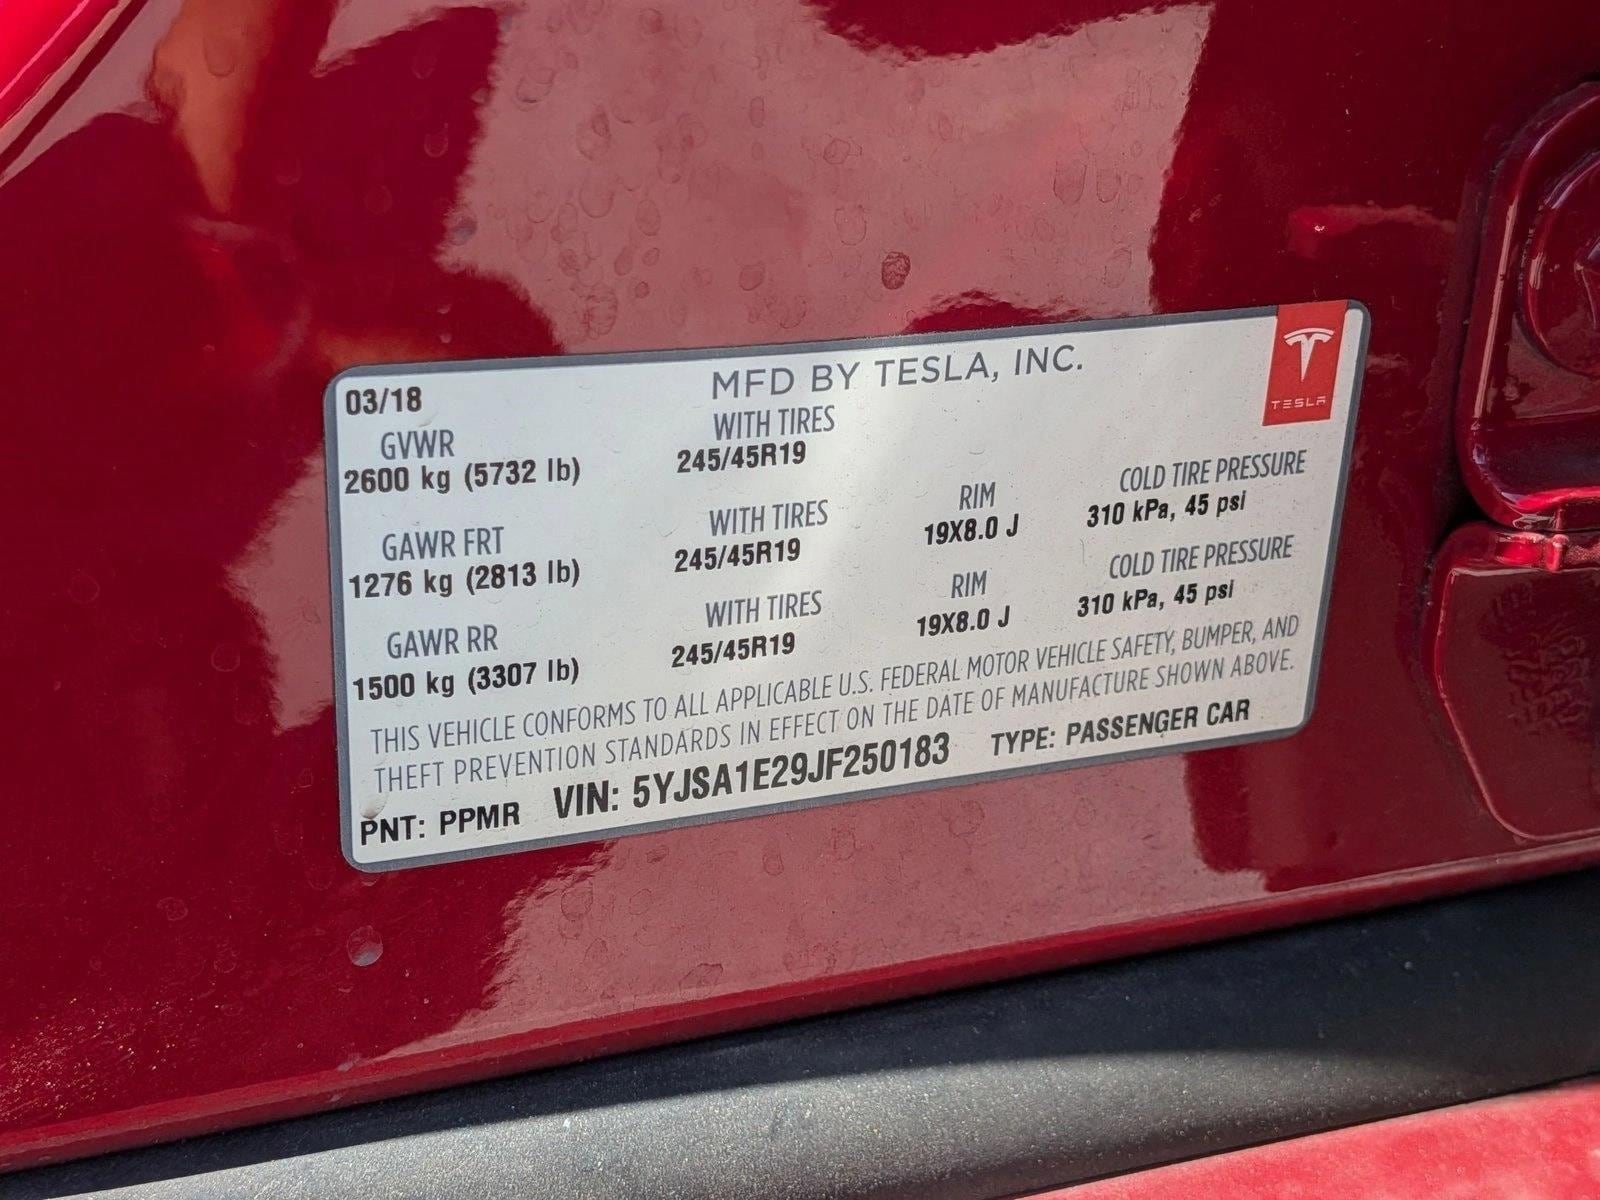 MFD BY TESLA, INC.
TESLA
03/18
GVWR WITH TIRES
2600 kg (5732 lb) 245/45R19
GAWR FRT WITH TIRES RIM COLD TIRE PRESSURE
1276 kg (2813 lb) 245/45R19 19X8.0 J 310 kPa, 45 psi
GAWR RR WITH TIRES RIM COLD TIRE PRESSURE
1500 kg (3307 lb) 245/45R19 19X8.0 J 310 kPa, 45 psi
THIS VEHICLE CONFORMS TO ALL APPLICABLE U.S. FEDERAL MOTOR VEHICLE SAFETY, BUMPER, AND
THEFT PREVENTION STANDARDS IN EFFECT ON THE DATE OF MANUFACTURE SHOWN ABOVE.
PNT: PPMR VIN: 5YJSA1E29JF250183 TYPE: PASSENGER CAR